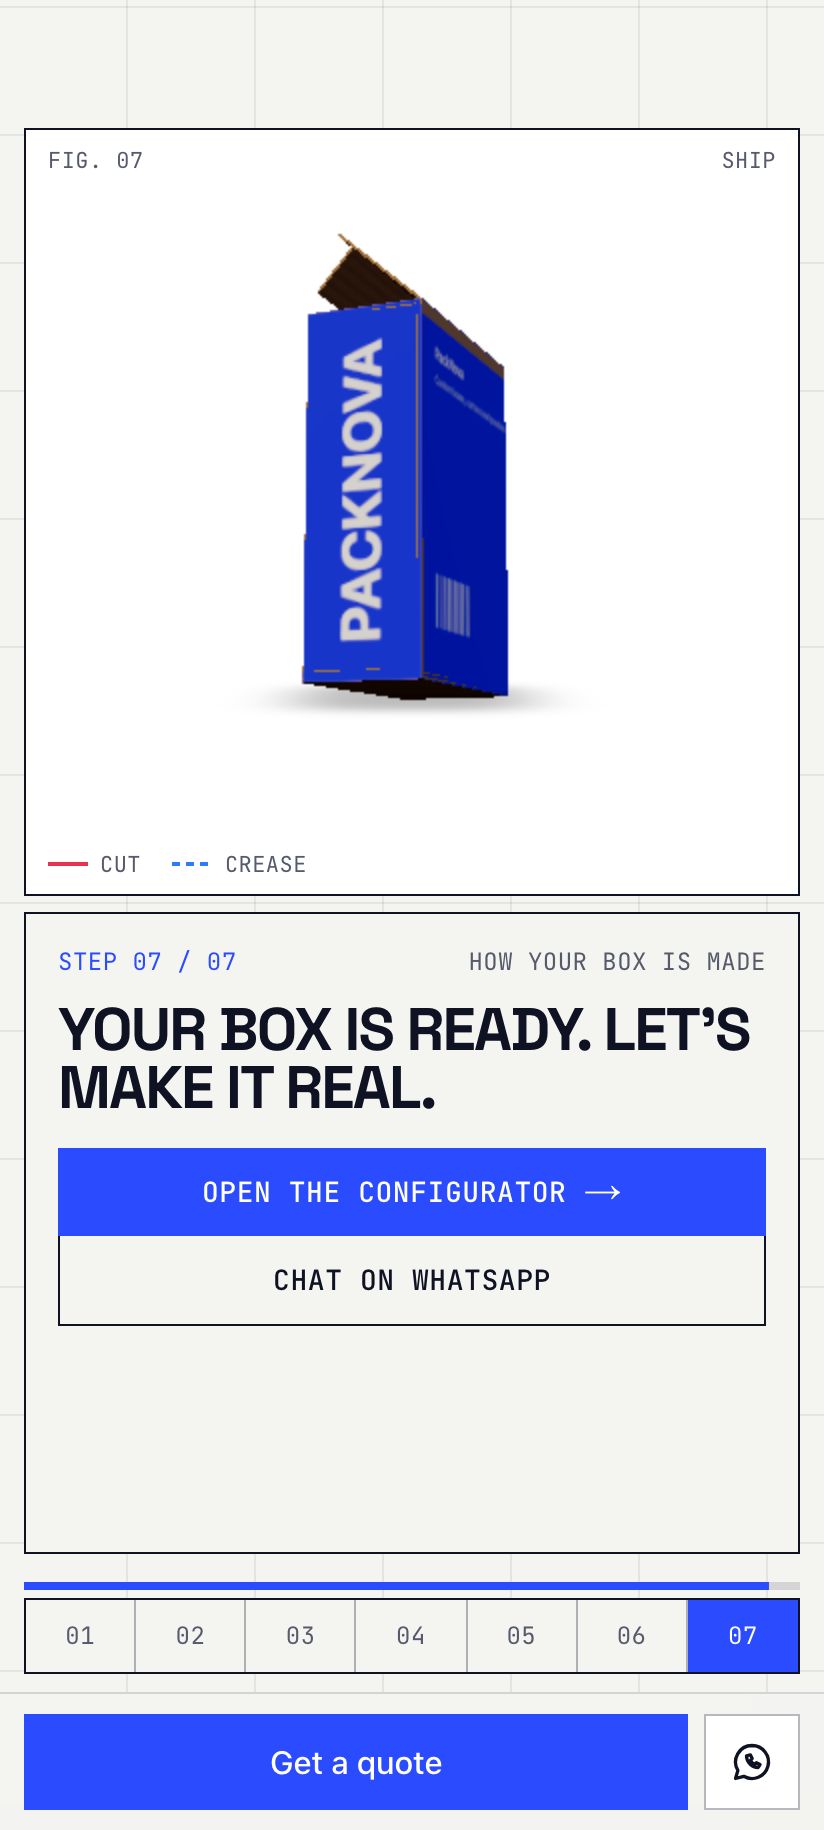 FIG. 07
SHIP
PACKNOVA
PackNova
CUT
CREASE
STEP 07 / 07
HOW YOUR BOX IS MADE
YOUR BOX IS READY. LET’S
MAKE IT REAL.
OPEN THE CONFIGURATOR →
CHAT ON WHATSAPP
01
02
03
04
05
06
07
Get a quote